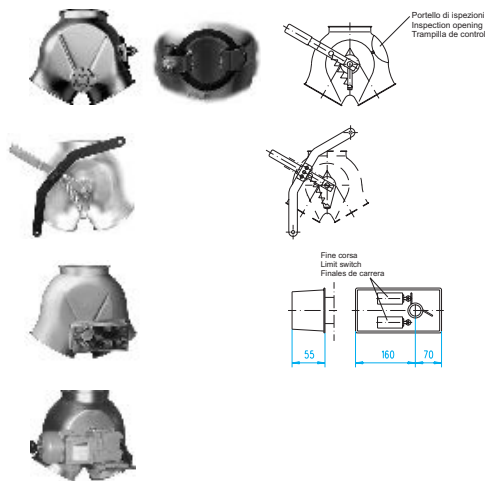 Portello di ispezioni
Inspection opening
Trampilla de control
Fine corsa
Limit switch
Finales de carrera
55
160
70